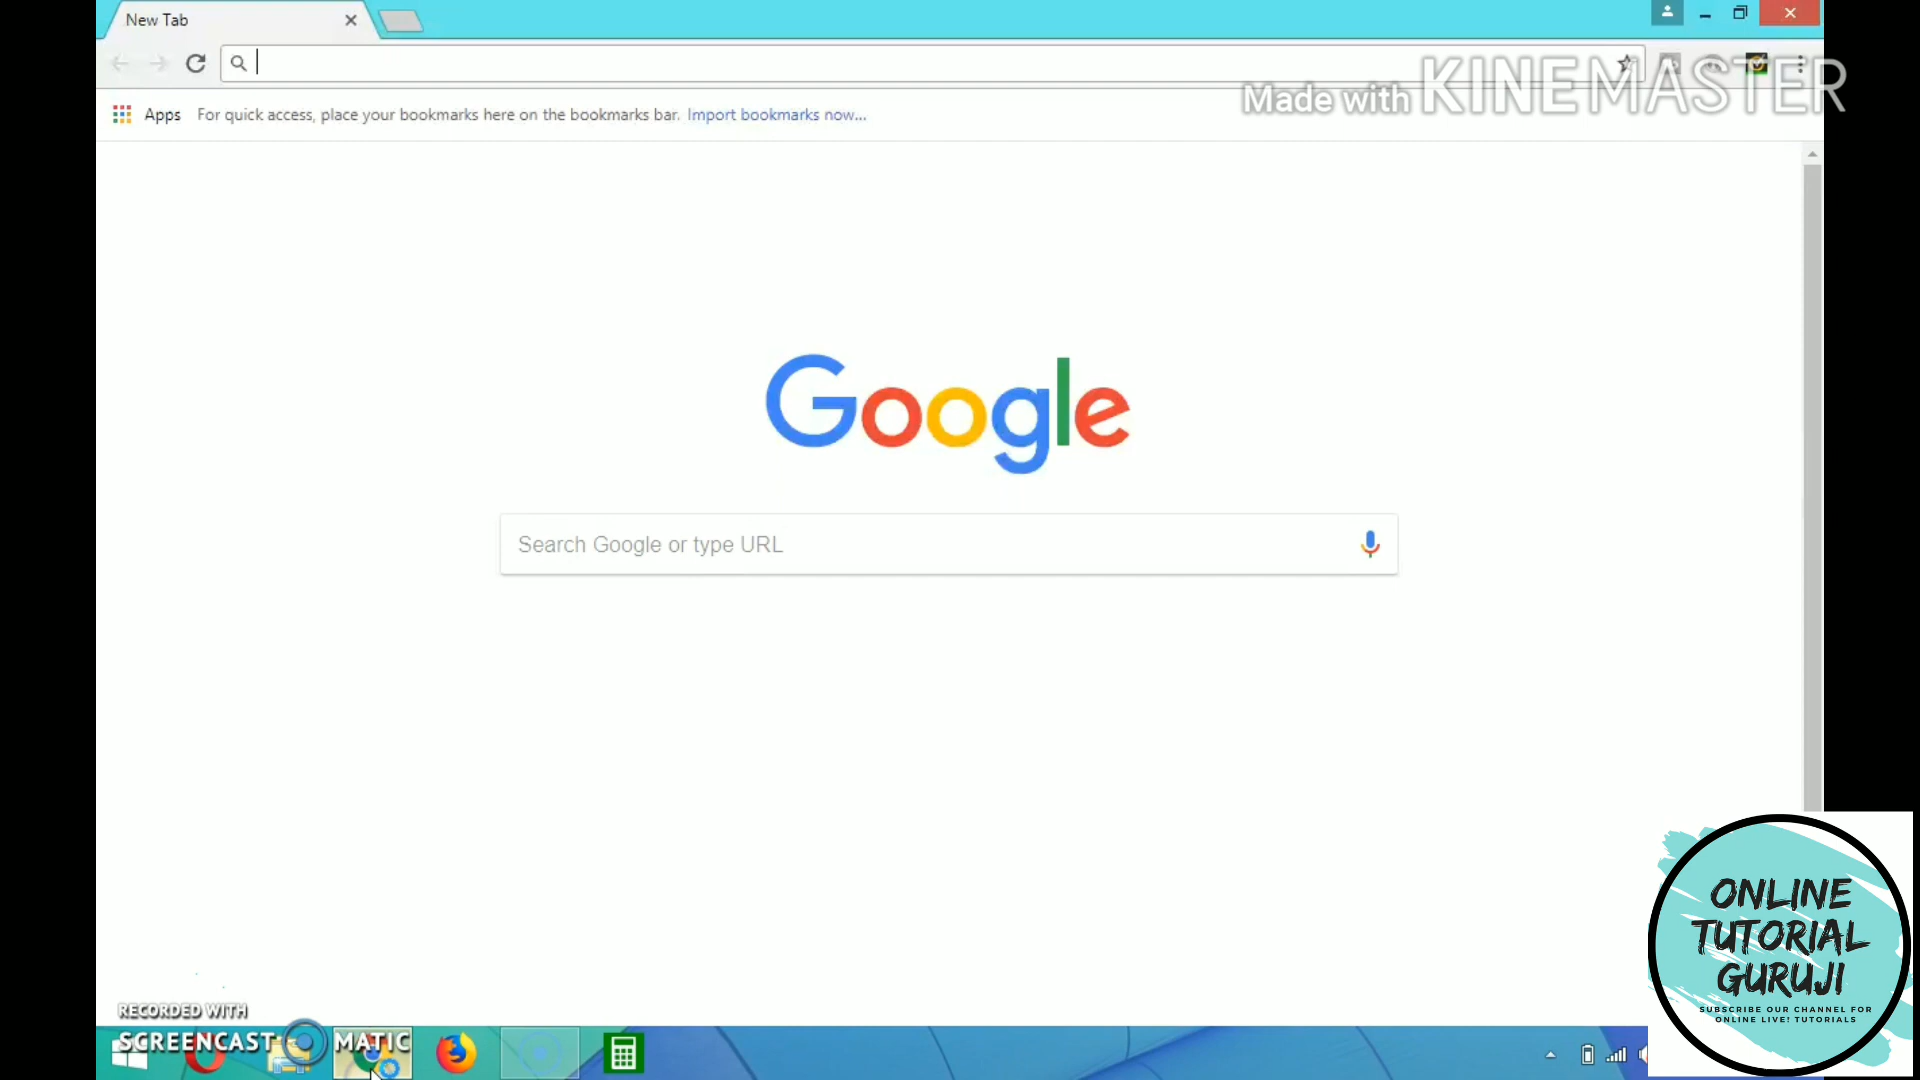 New Tab
Made with KINEMASTER
Apps For quick access, place your bookmarks here on the bookmarks bar. Import bookmarks now...
Google
Search Google or type URL
RECORDED WITH
SCREENCAST MATIC
ONLINE
TUTORIAL
GURUJI
SUBSCRIBE OUR CHANNEL FOR
ONLINE LIVE! TUTORIALS